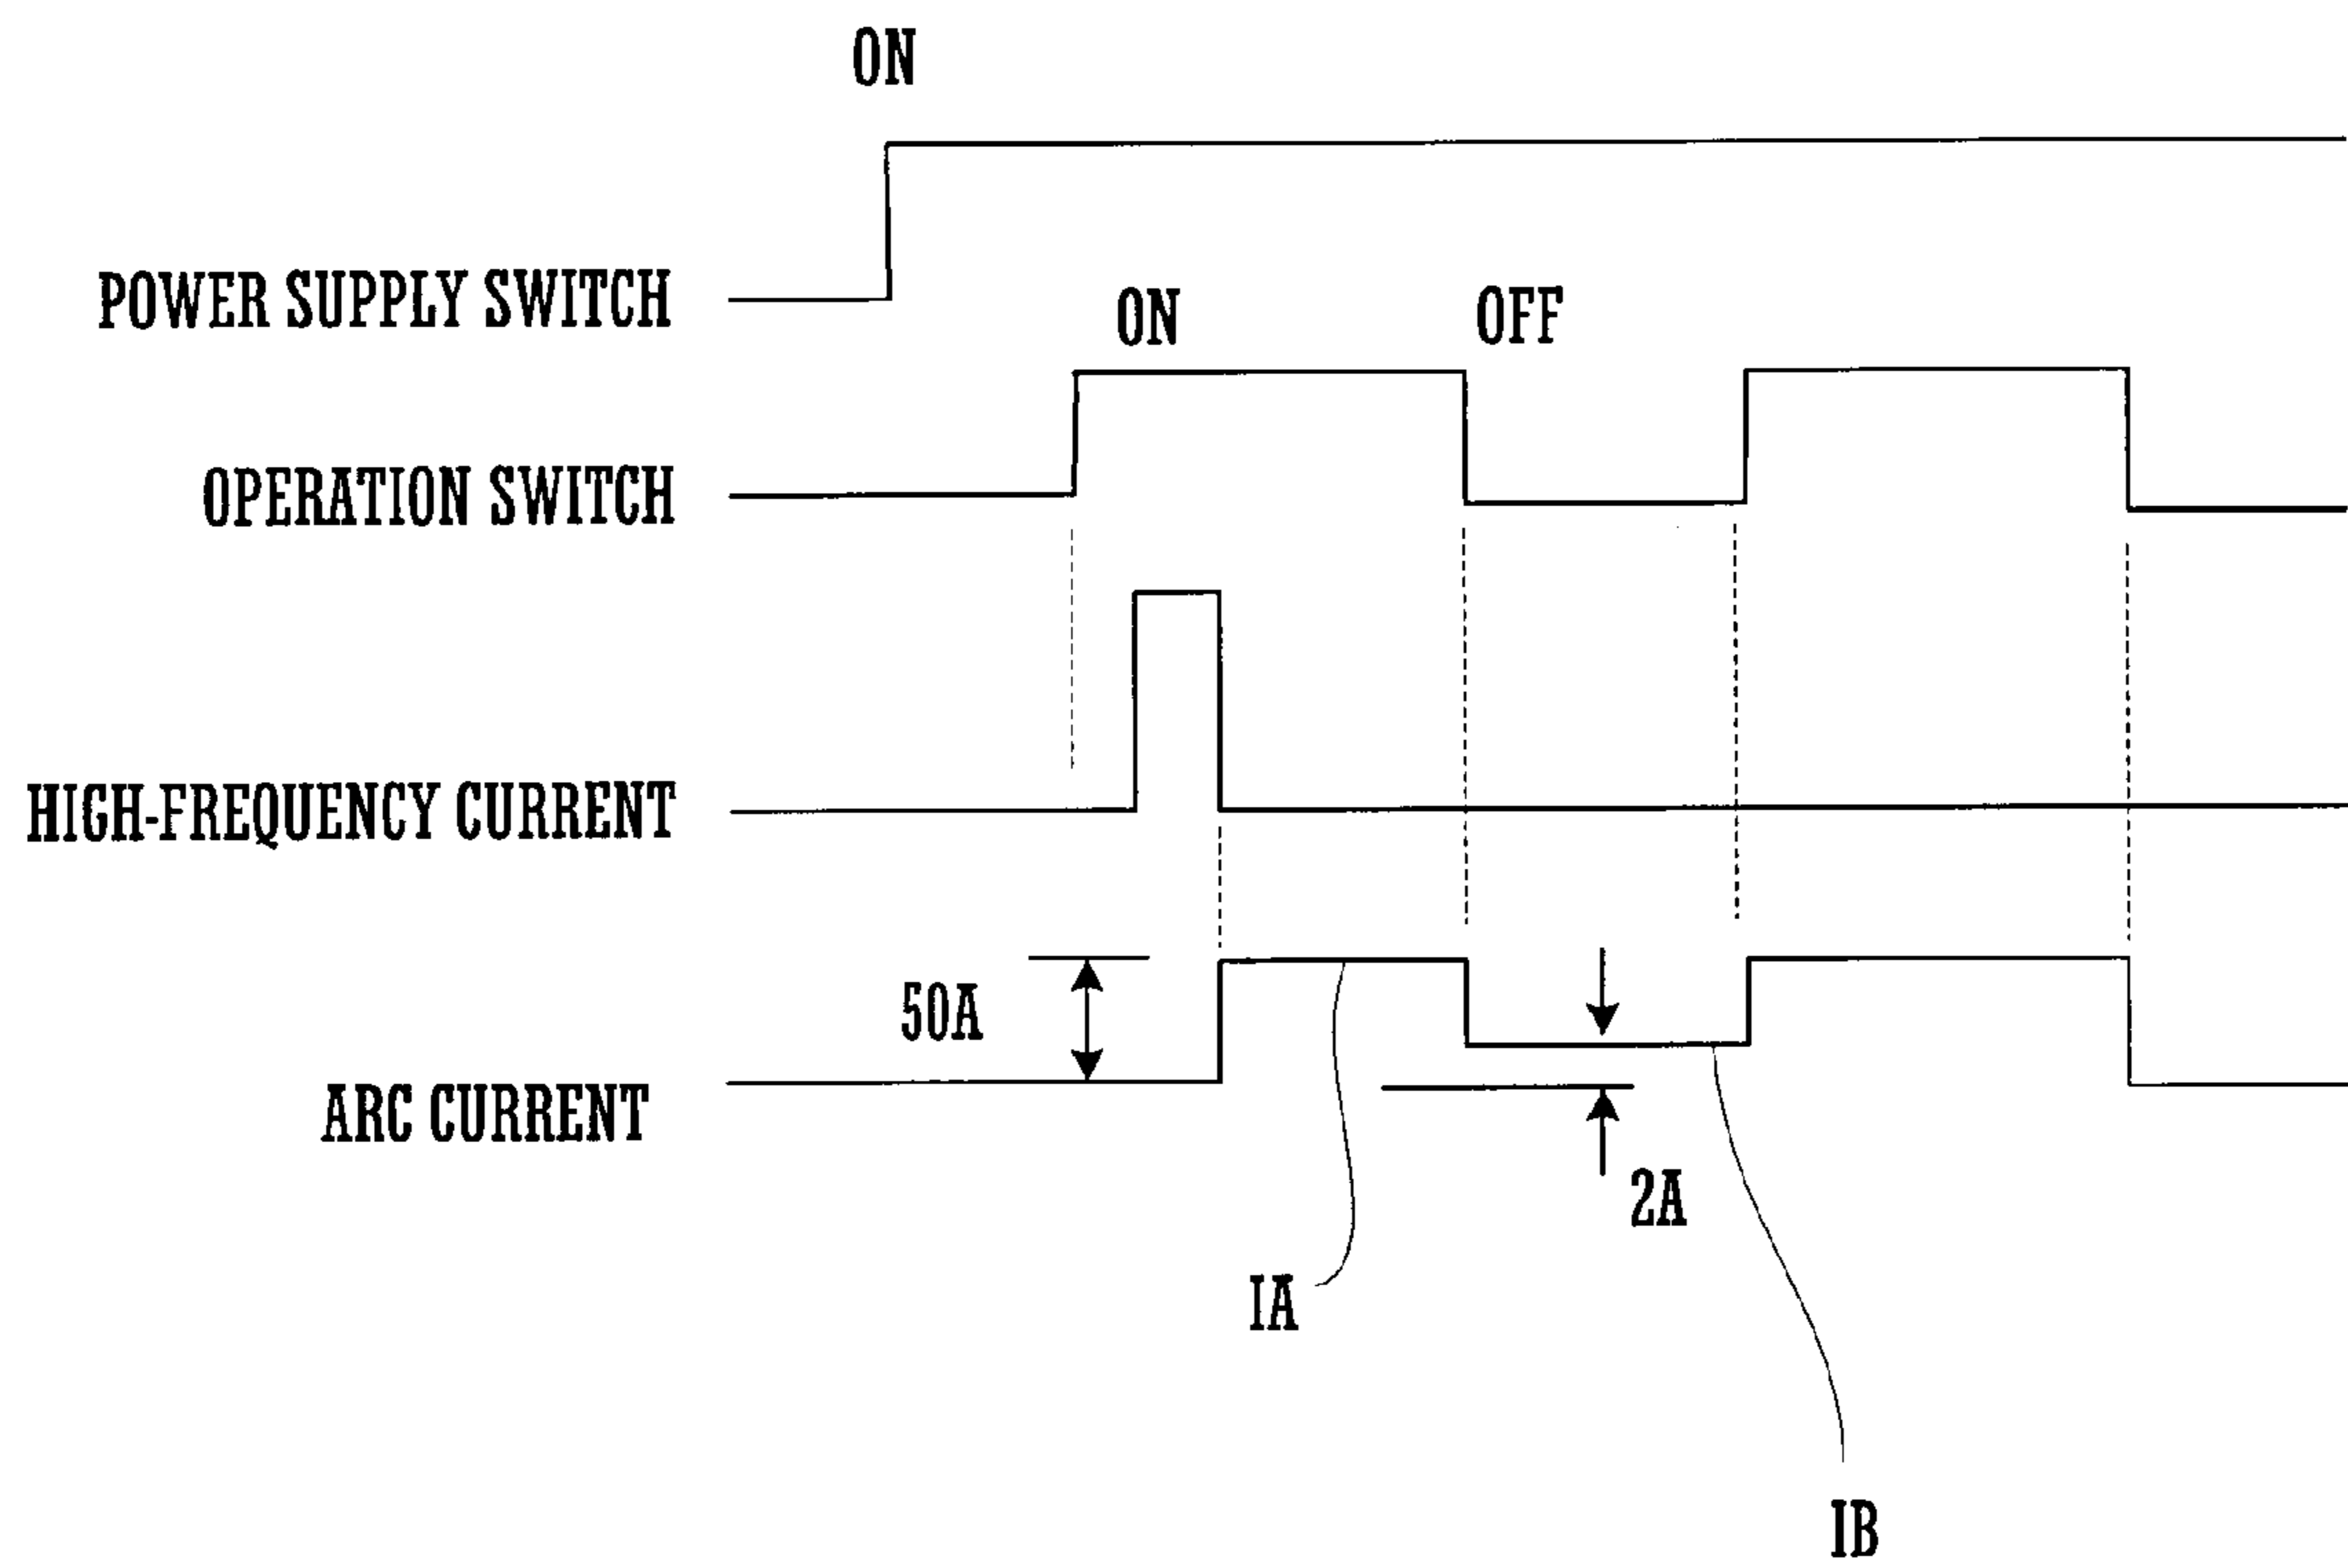 ON
POWER SUPPLY SWITCH
ON
OFF
OPERATION SWITCH
HIGH-FREQUENCY CURRENT
50A
ARC CURRENT
2A
IA
IB